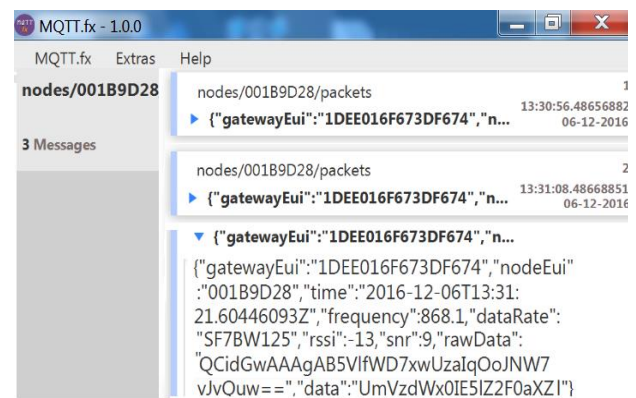 MQTT.fx - 1.0.0
MQTT.fx Extras Help
nodes/001B9D28
3 Messages
nodes/001B9D28/packets
1
13:30:56.48656882
{"gatewayEui":"1DEE016F673DF674","n...
06-12-2016
nodes/001B9D28/packets
2
13:31:08.48668851
{"gatewayEui":"1DEE016F673DF674","n...
06-12-2016
{"gatewayEui":"1DEE016F673DF674","n...
{"gatewayEui":"1DEE016F673DF674","nodeEui"
:"001B9D28","time":"2016-12-06T13:31:
21.60446093Z","frequency":868.1,"dataRate":
"SF7BW125","rssi":-13,"snr":9,"rawData":
"QCidGwAAAgAB5VlfWD7xwUzaIqOoJNW7
vJvQuw==","data":"UmVzdWx0IE5lZ2F0aXZl"}